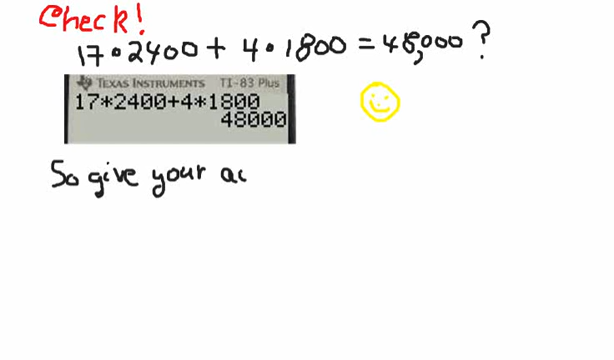 Check!
17 • 2400 + 4 • 1800 = 48,000 ?
TEXAS INSTRUMENTS TI-83 Plus
17*2400+4*1800
48000
So give your ac